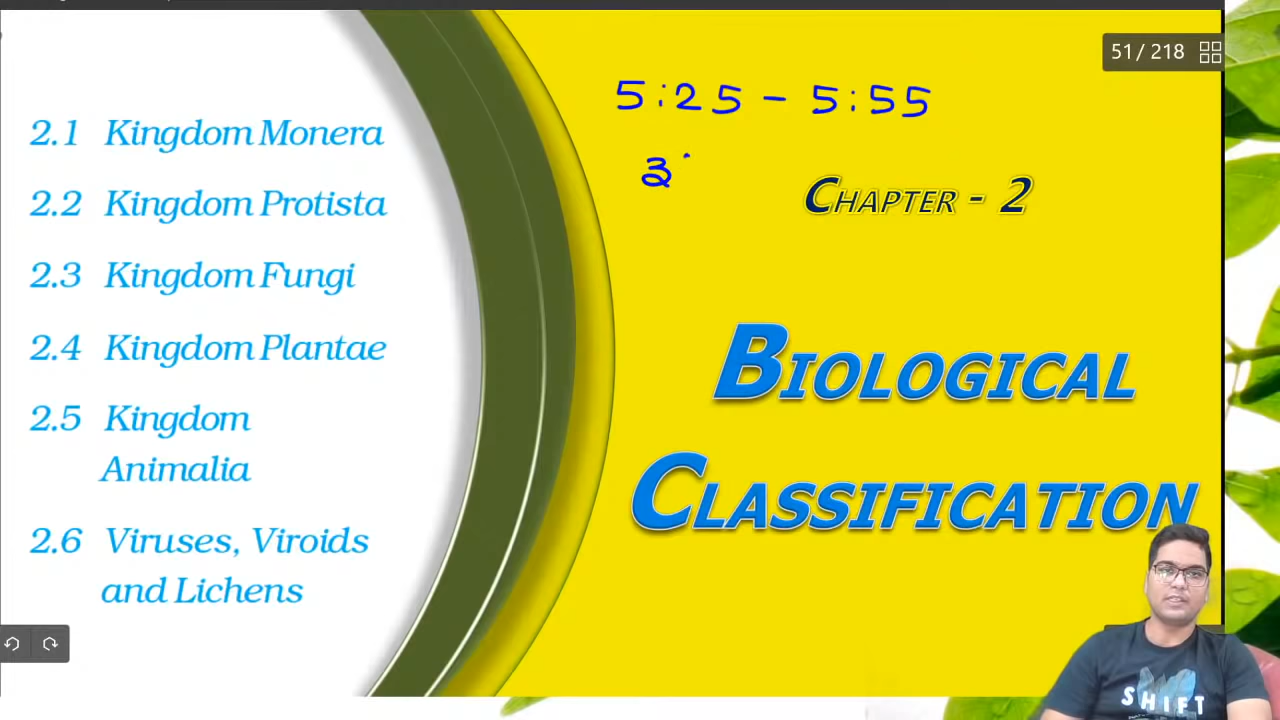 51 / 218
5:25 - 5:55
2.1 Kingdom Monera
CHAPTER - 2
2.2 Kingdom Protista
2.3 Kingdom Fungi
2.4 Kingdom Plantae
2.5 Kingdom
Animalia
2.6 Viruses, Viroids
and Lichens
BIOLOGICAL
CLASSIFICATION
SHIFT